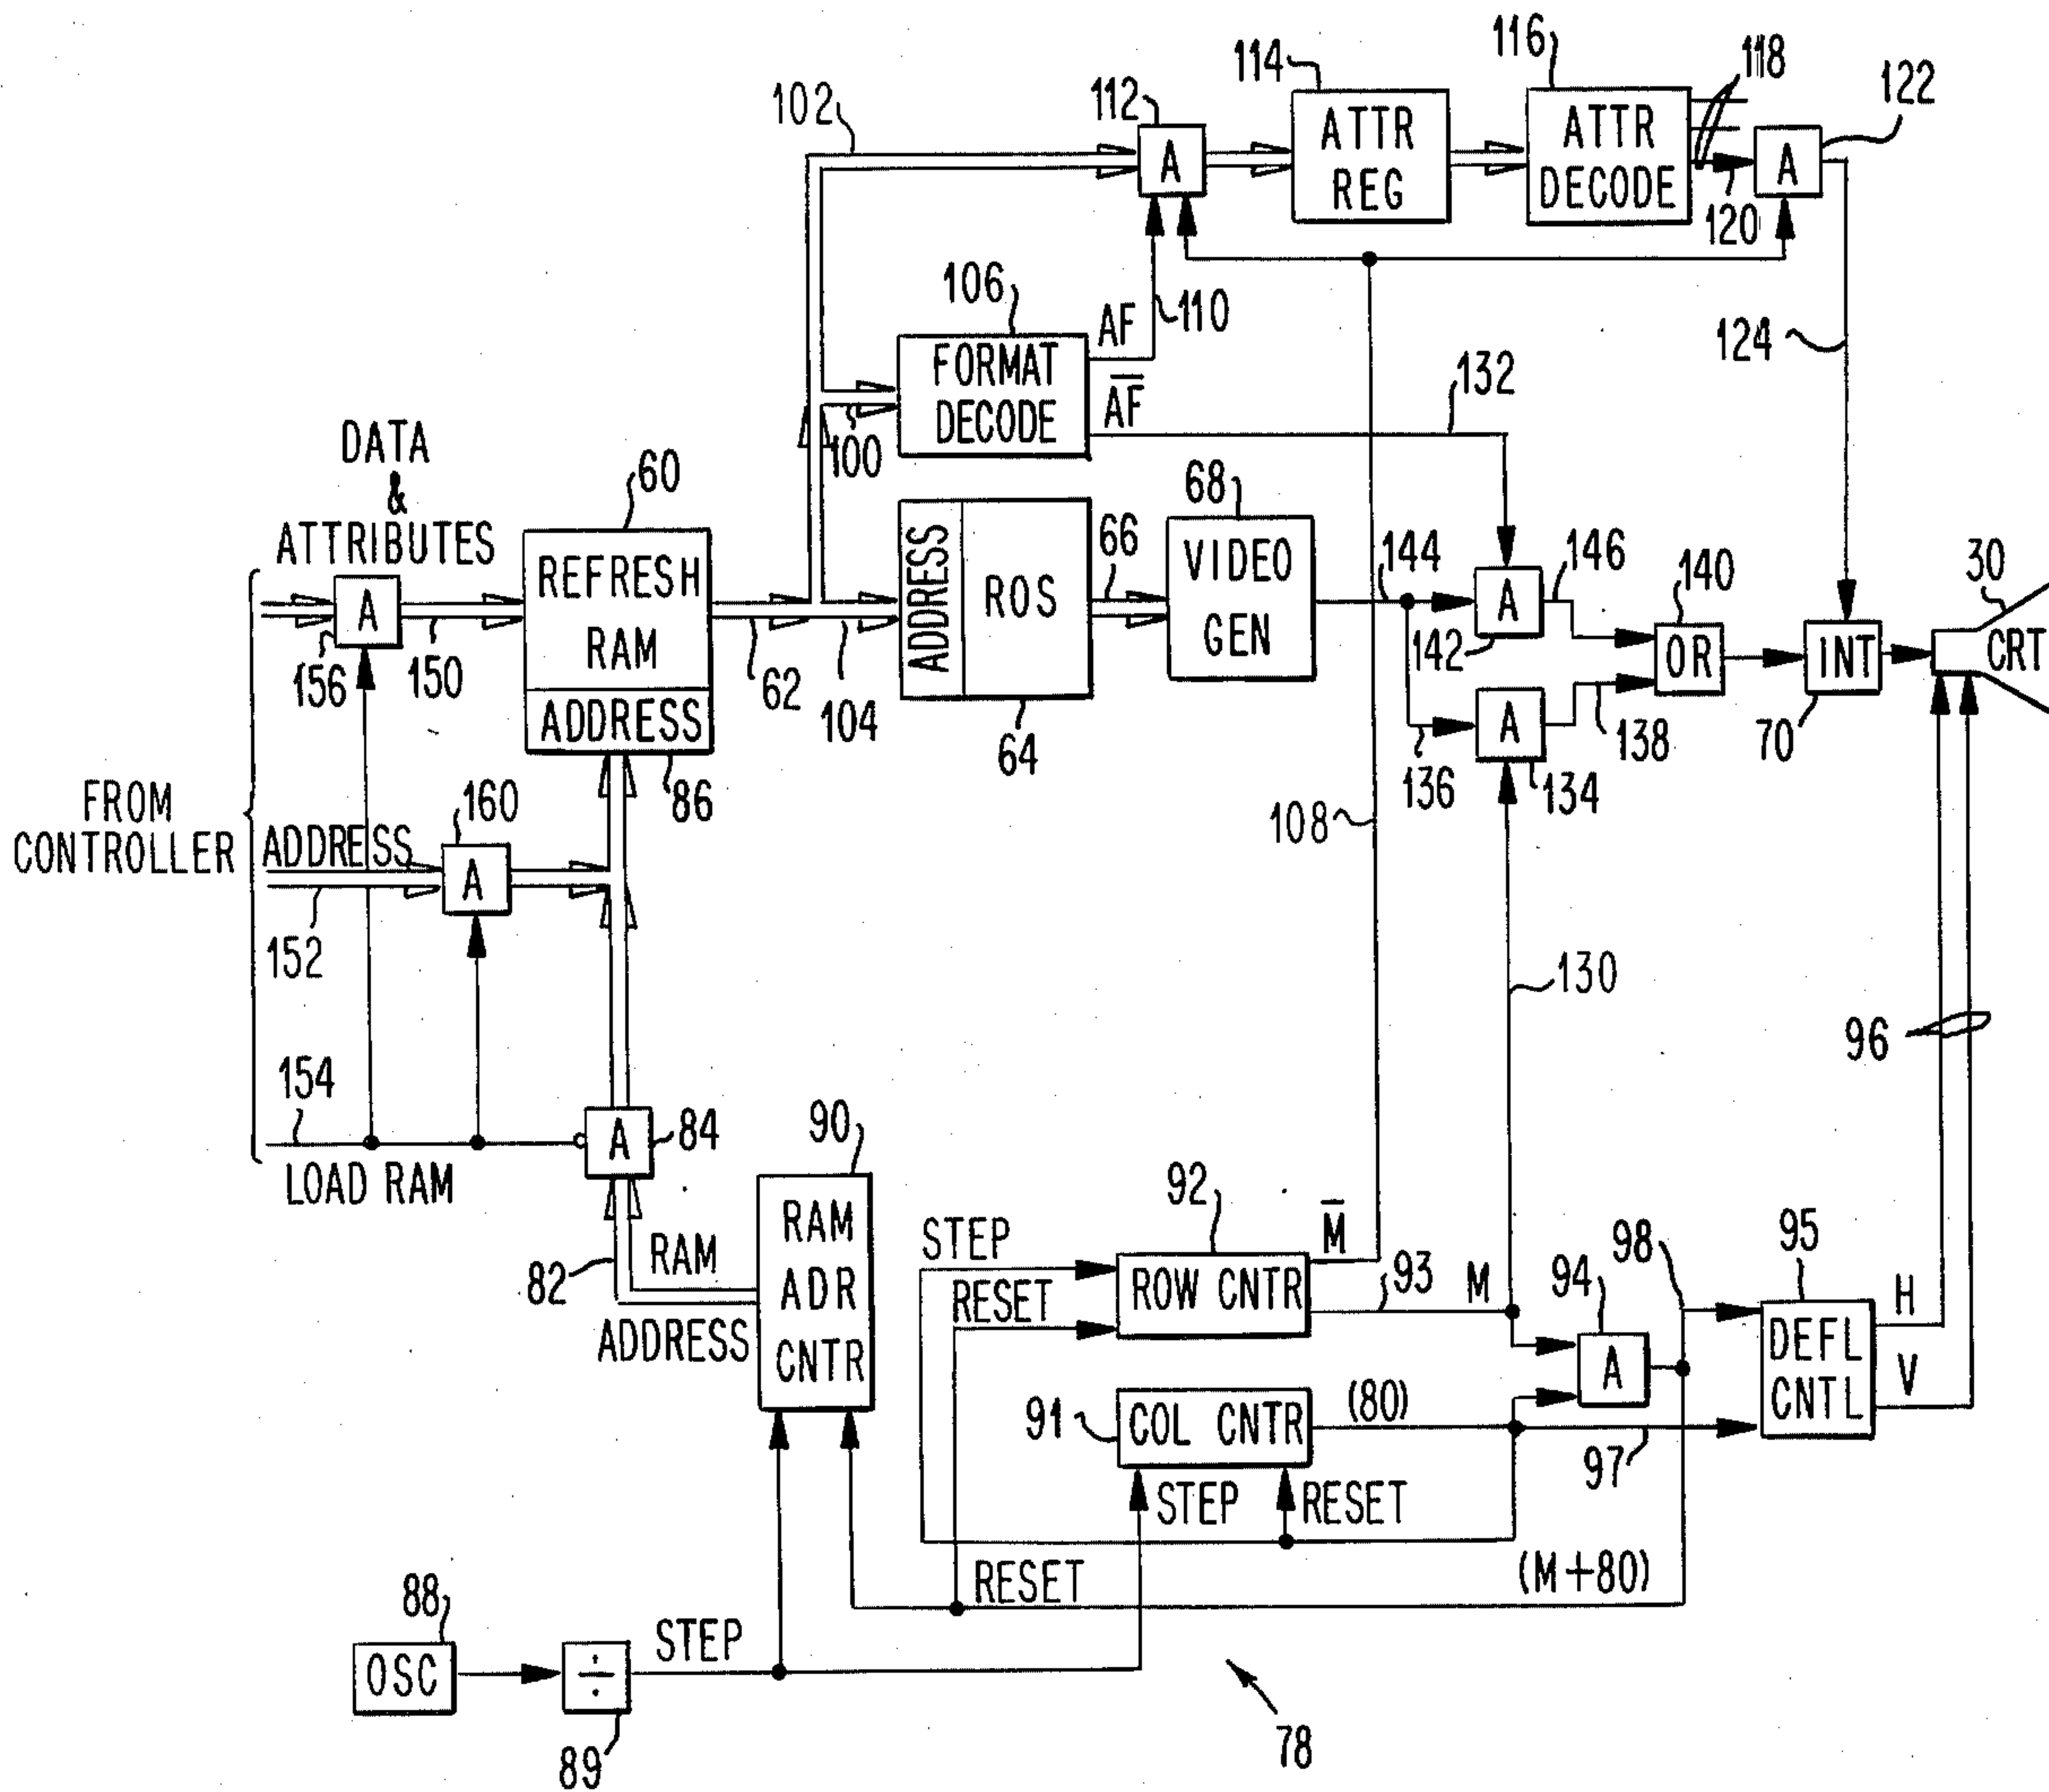 116
118
114
122
112
102
A
ATTR
REG
ATTR
DECODE
A
120
106
AF
110
124
FORMAT
DECODE
AF̅
132
100
DATA
&
ATTRIBUTES
60
68
66
144
146
140
30
A
REFRESH
RAM
ADDRESS
ADDRESS
ROS
VIDEO
GEN
A
OR
INT
CRT
156
150
62
104
142
A
138
70
64
86
136
134
FROM
CONTROLLER
160
108
ADDRESS
A
152
130
96
154
90
A
84
LOAD RAM
92
M̅
98
95
STEP
RAM
RAM
ADR
CNTR
ROW CNTR
93
M
94
H
82
RESET
ADDRESS
A
DEFL
CNTL
V
91
COL CNTR
(80)
97
STEP
RESET
88
RESET
(M+80)
STEP
OSC
÷
89
78